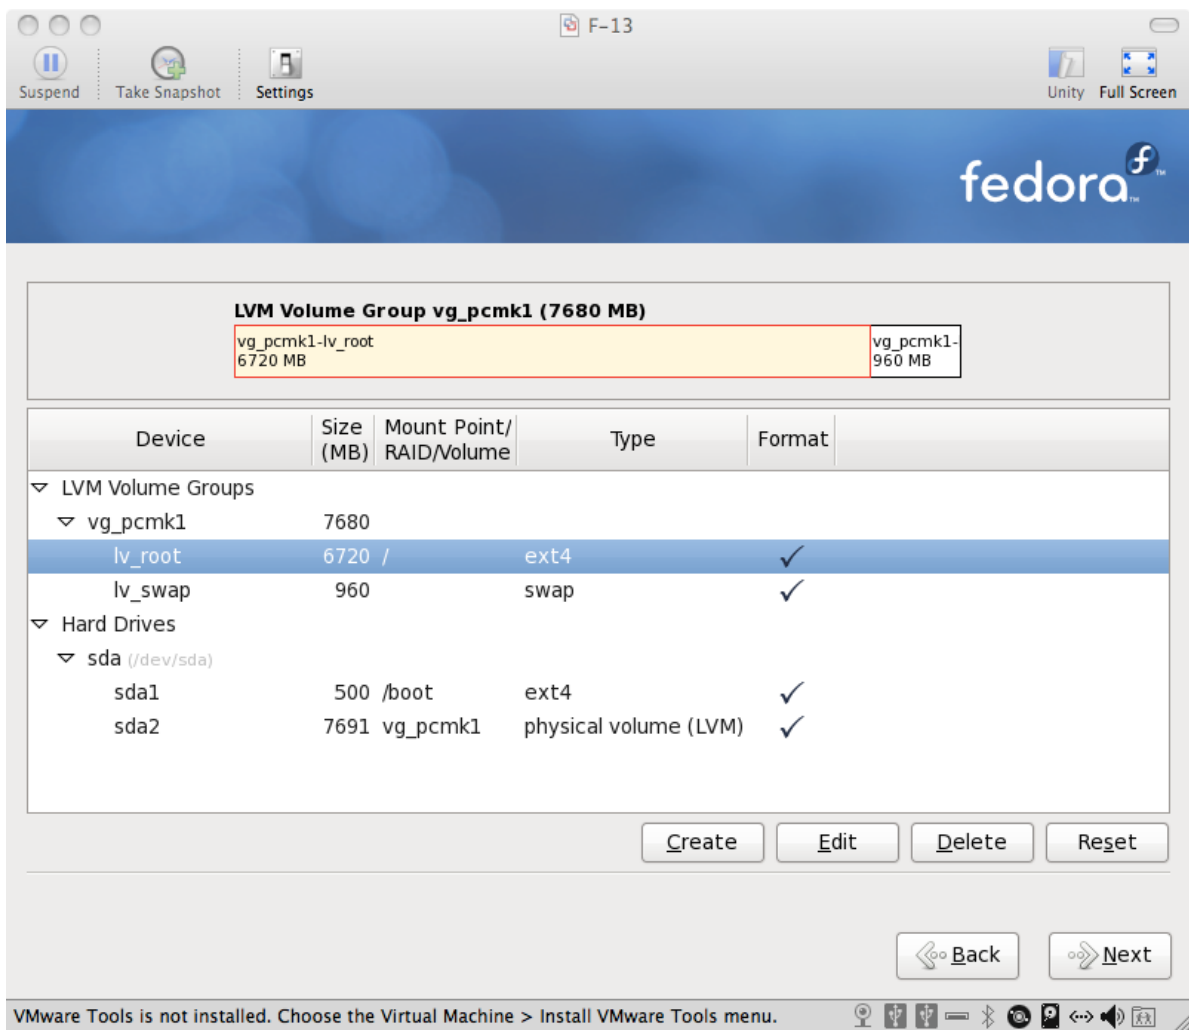 F-13
Suspend Take Snapshot Settings Unity Full Screen
fedora™
LVM Volume Group vg_pcmk1 (7680 MB)
vg_pcmk1-lv_root vg_pcmk1-
6720 MB 960 MB
Device Size (MB) Mount Point/ RAID/Volume Type Format
LVM Volume Groups
vg_pcmk1 7680
lv_root 6720 / ext4
lv_swap 960 swap
Hard Drives
sda (/dev/sda)
sda1 500 /boot ext4
sda2 7691 vg_pcmk1 physical volume (LVM)
Create Edit Delete Reset
Back Next
VMware Tools is not installed. Choose the Virtual Machine > Install VMware Tools menu.